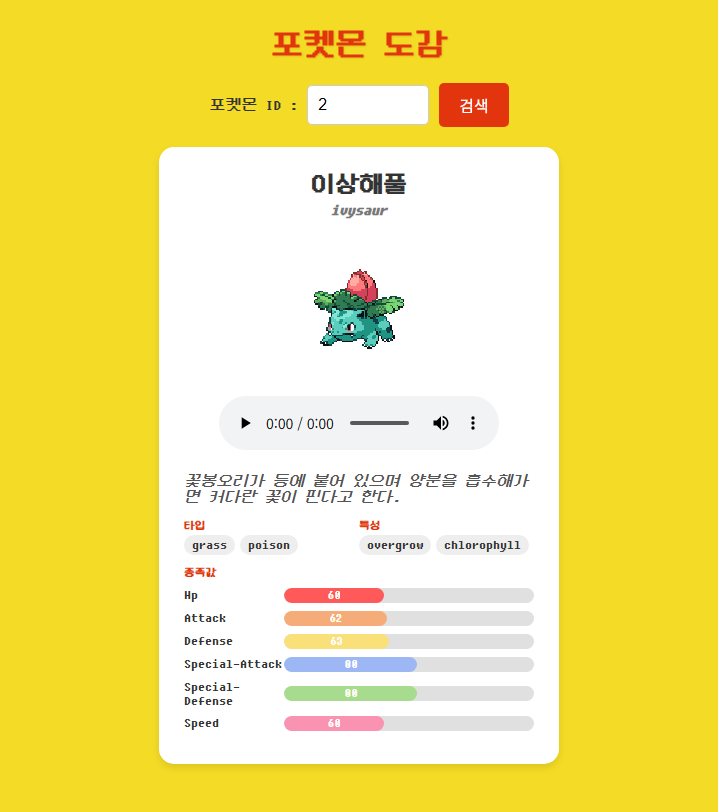 포켓몬 도감
포켓몬 ID : 2 검색
이상해풀
ivysaur
0:00 / 0:00
꽃봉오리가 등에 붙어 있으며 양분을 흡수해가
면 커다란 꽃이 핀다고 한다.
타입 특성
grass poison overgrow chlorophyll
종족값
Hp 60
Attack 62
Defense 63
Special-Attack 80
Special-
Defense 80
Speed 60